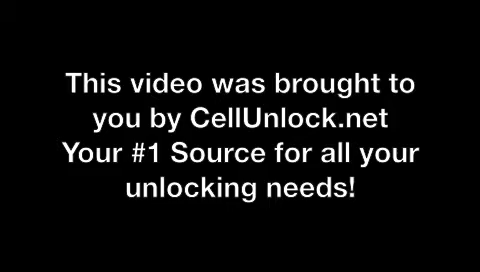 This video was brought to
you by CellUnlock.net
Your #1 Source for all your
unlocking needs!